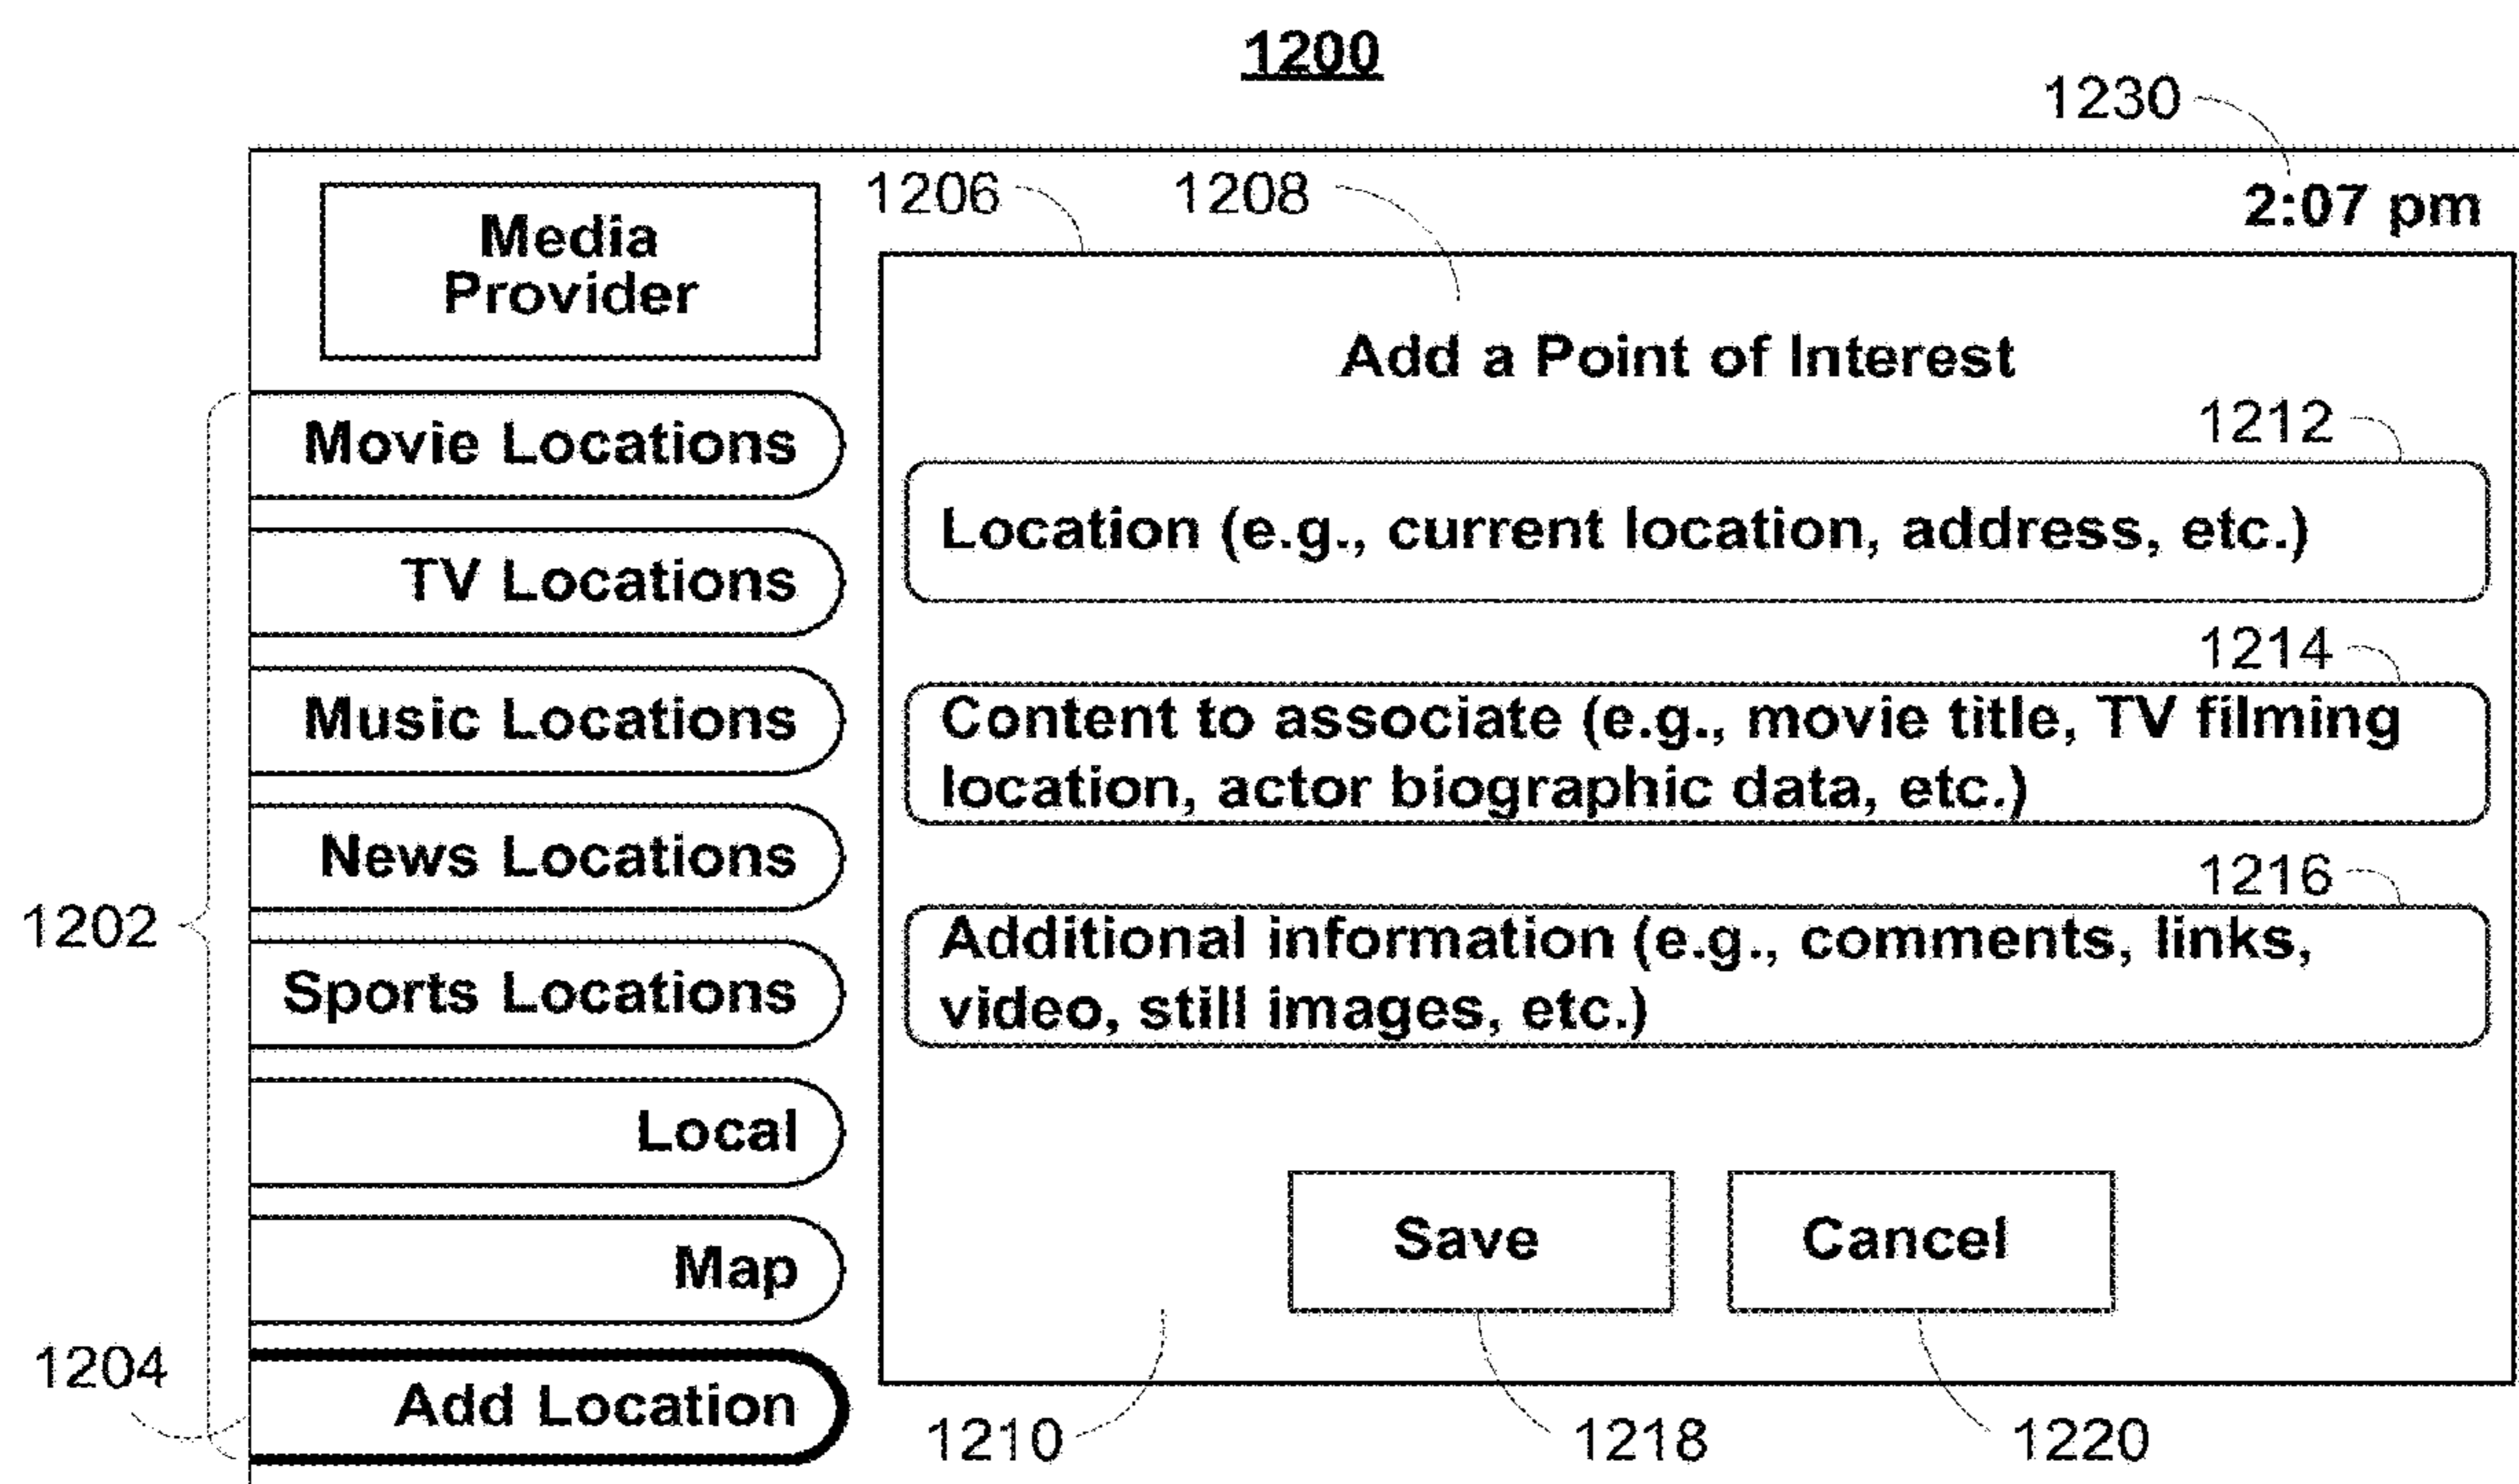 1200
1230
2:07 pm
1206
1208
Media
Provider
Add a Point of Interest
Movie Locations
1212
Location (e.g., current location, address, etc.)
TV Locations
1214
Content to associate (e.g., movie title, TV filming
location, actor biographic data, etc.)
Music Locations
News Locations
1216
Additional information (e.g., comments, links,
video, still images, etc.)
1202
Sports Locations
Local
Map
Save
Cancel
1204
Add Location
1210
1218
1220